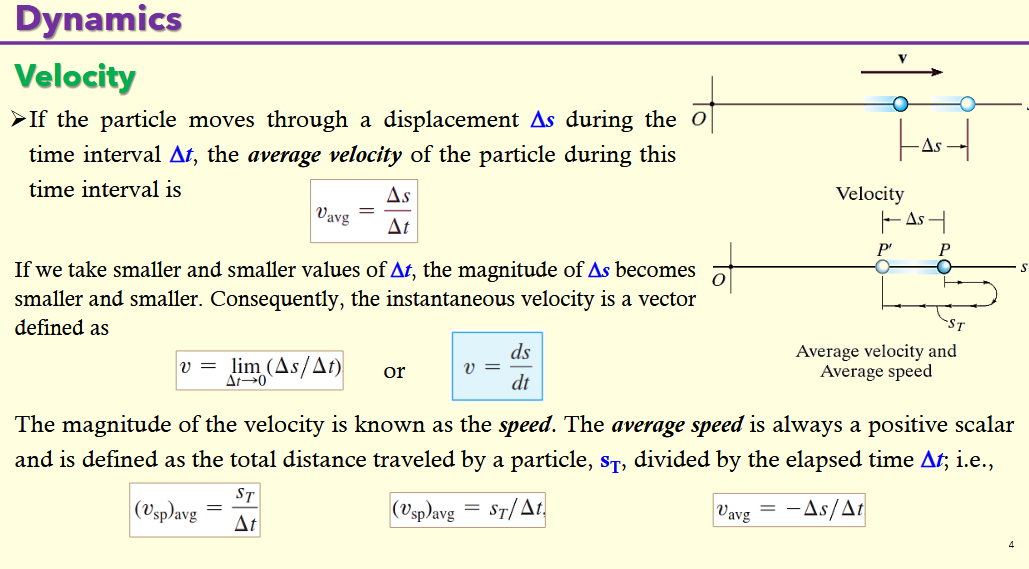 Dynamics
Velocity
➤If the particle moves through a displacement Δs during the
time interval Δt, the average velocity of the particle during this
time interval is
v_avg = Δs/Δt
If we take smaller and smaller values of Δt, the magnitude of Δs becomes
smaller and smaller. Consequently, the instantaneous velocity is a vector
defined as
v = lim (Δs/Δt)
Δt→0
or
v = ds/dt
v
O
Δs
Velocity
Δs
P' P
O
s
s_T
Average velocity and
Average speed
The magnitude of the velocity is known as the speed. The average speed is always a positive scalar
and is defined as the total distance traveled by a particle, s_T, divided by the elapsed time Δt; i.e.,
(v_sp)_avg = s_T/Δt
(v_sp)_avg = s_T/Δt,
v_avg = −Δs/Δt
4